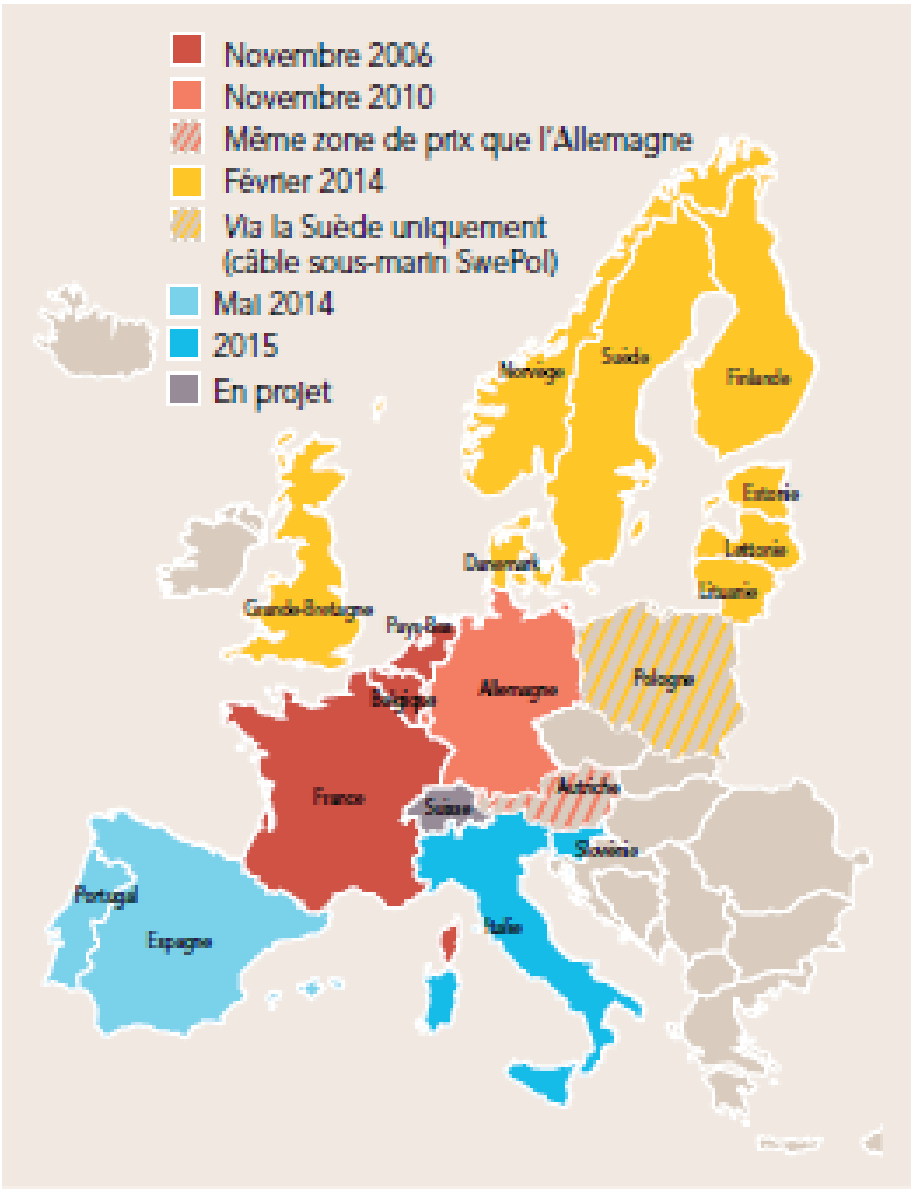 Novembre 2006
Novembre 2010
Même zone de prix que l'Allemagne
Février 2014
Via la Suède uniquement
(câble sous-marin SwePol)
Mai 2014
2015
En projet
Norvège
Suède
Finlande
Estonie
Lettonie
Lituanie
Danemark
Grande-Bretagne
Pays-Bas
Belgique
Allemagne
Pologne
France
Suisse
Autriche
Slovénie
Portugal
Espagne
Italie